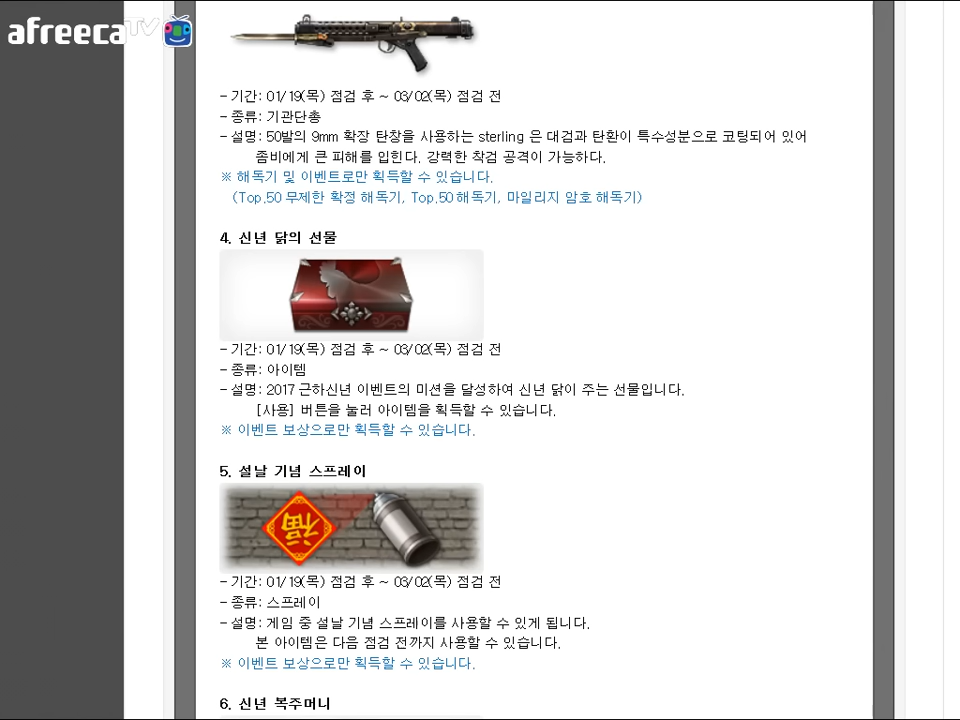 afreecaTV
- 기간: 01/19(목) 점검 후 ~ 03/02(목) 점검 전
- 종류: 기관단총
- 설명: 50발의 9mm 확장 탄창을 사용하는 sterling 은 대검과 탄환이 특수성분으로 코팅되어 있어
좀비에게 큰 피해를 입힌다. 강력한 착검 공격이 가능하다.
※ 해독기 및 이벤트로만 획득할 수 있습니다.
(Top.50 무제한 확정 해독기, Top.50 해독기, 마일리지 암호 해독기)
4. 신년 닭의 선물
- 기간: 01/19(목) 점검 후 ~ 03/02(목) 점검 전
- 종류: 아이템
- 설명: 2017 근하신년 이벤트의 미션을 달성하여 신년 닭이 주는 선물입니다.
[사용] 버튼을 눌러 아이템을 획득할 수 있습니다.
※ 이벤트 보상으로만 획득할 수 있습니다.
5. 설날 기념 스프레이
福
- 기간: 01/19(목) 점검 후 ~ 03/02(목) 점검 전
- 종류: 스프레이
- 설명: 게임 중 설날 기념 스프레이를 사용할 수 있게 됩니다.
본 아이템은 다음 점검 전까지 사용할 수 있습니다.
※ 이벤트 보상으로만 획득할 수 있습니다.
6. 신년 복주머니